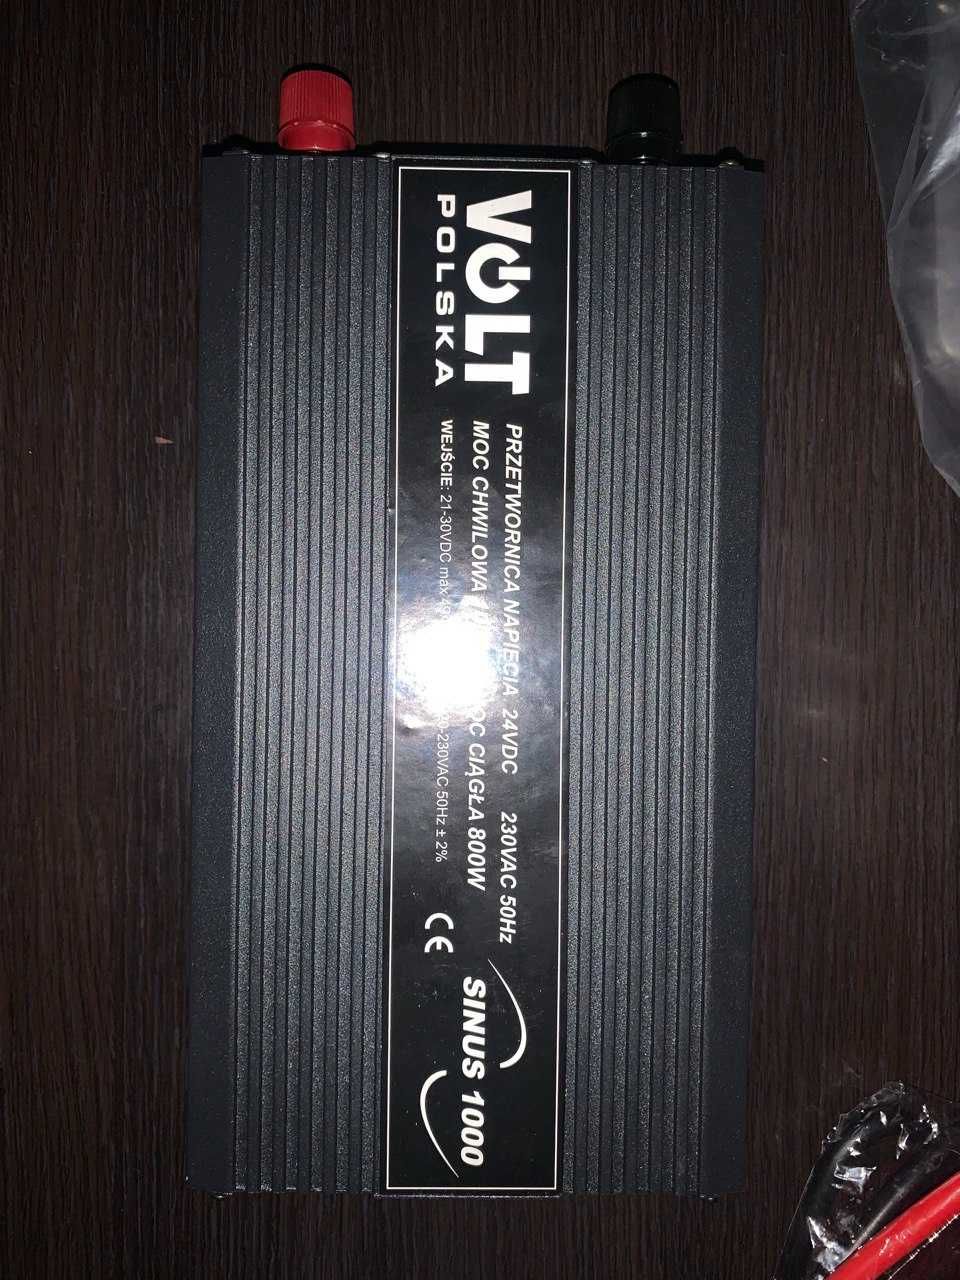 VOLT
POLSKA
PRZETWORNICA NAPIĘCIA 24VDC 230VAC 50Hz
MOC CHWILOWA MOC CIĄGŁA 800W
WEJŚCIE: 21-30VDC max 230VAC 50Hz ± 2%
CE
SINUS 1000